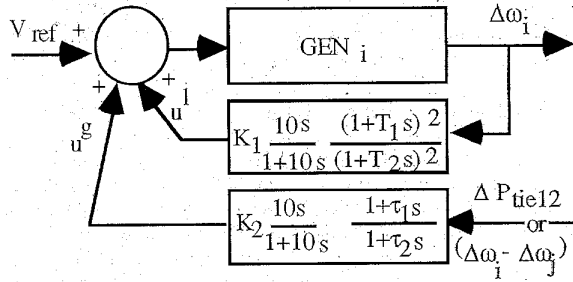 V ref + GEN i Δω i
+ +
u l
K 1 10s / 1+10s (1+T 1 s) 2 / (1+T 2 s) 2
u g
K 2 10s / 1+10s 1+τ 1 s / 1+τ 2 s
Δ P tie12
or
(Δω i - Δω j)